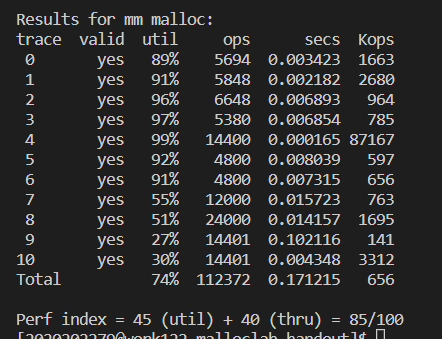 Results for mm malloc:
trace valid util ops secs Kops
0 yes 89% 5694 0.003423 1663
1 yes 91% 5848 0.002182 2680
2 yes 96% 6648 0.006893 964
3 yes 97% 5380 0.006854 785
4 yes 99% 14400 0.000165 87167
5 yes 92% 4800 0.008039 597
6 yes 91% 4800 0.007315 656
7 yes 55% 12000 0.015723 763
8 yes 51% 24000 0.014157 1695
9 yes 27% 14401 0.102116 141
10 yes 30% 14401 0.004348 3312
Total 74% 112372 0.171215 656
Perf index = 45 (util) + 40 (thru) = 85/100